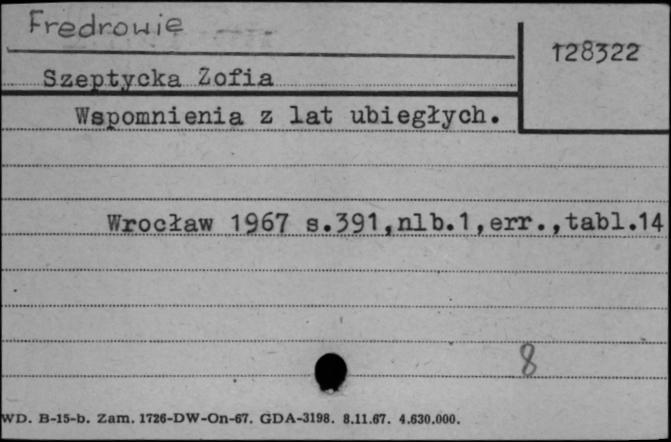 Fredrowie
128322
Szeptycka Zofia
Wspomnienia z lat ubiegłych.
Wrocław 1967 s.391,nlb.1,err.,tabl.14
8
WD. B-15-b. Zam. 1726-DW-On-67. GDA-3198. 8.11.67. 4.630.000.